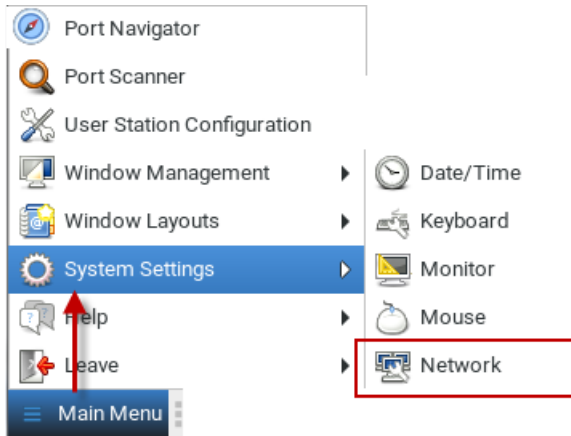 Port Navigator
Port Scanner
User Station Configuration
Window Management
Window Layouts
System Settings
Help
Leave
Main Menu
Date/Time
Keyboard
Monitor
Mouse
Network